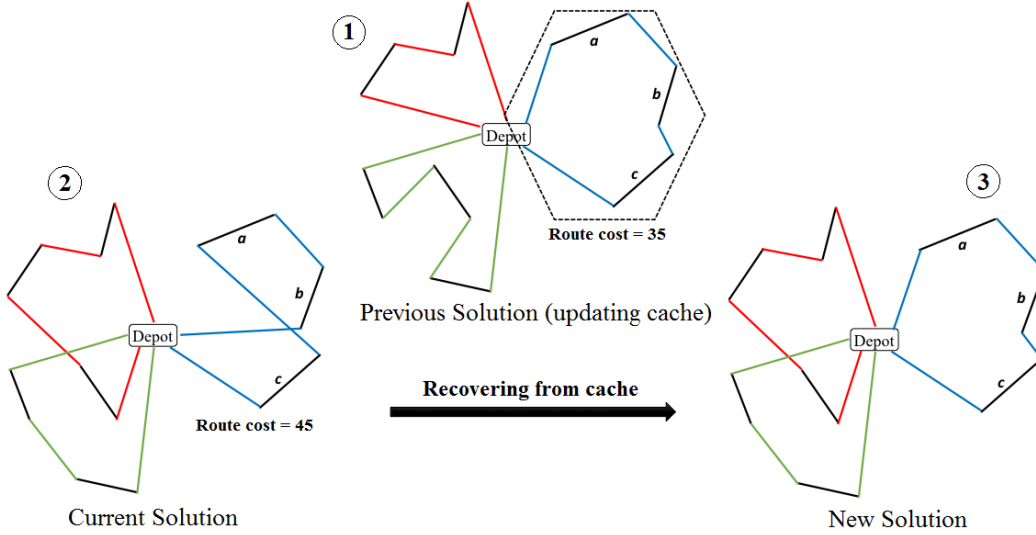 1
a
b
Depot
c
Route cost = 35
Previous Solution (updating cache)
2
a
b
Depot
c
Route cost = 45
Current Solution
Recovering from cache
3
a
b
Depot
c
New Solution